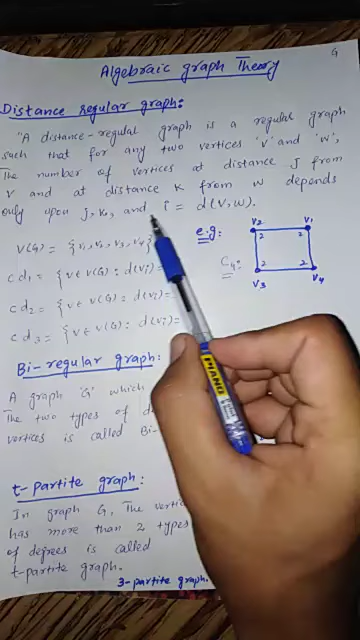 Algebraic graph Theory
Distance regular graph:
"A distance-regular graph is a regular graph
such that for any two vertices 'v' and 'w',
The number of vertices at distance j from
v and at distance k from w depends
only upon j, k, and i = d(v,w).
e.g:
V2 V1
2 2
C4:
2 2
V3 V4
V(G) = {v1, v2, v3, v4}
cd1 = {v ∈ V(G) : d(vi) =
cd2 = {v ∈ V(G) : d(vi) =
cd3 = {v ∈ V(G) : d(vi) =
Bi-regular graph:
A graph 'G' which
The two types of
vertices is called Bi-
t-partite graph:
In graph G, The
has more than 2 types
of degrees is called
t-partite graph.
3-partite graph.
PIANO